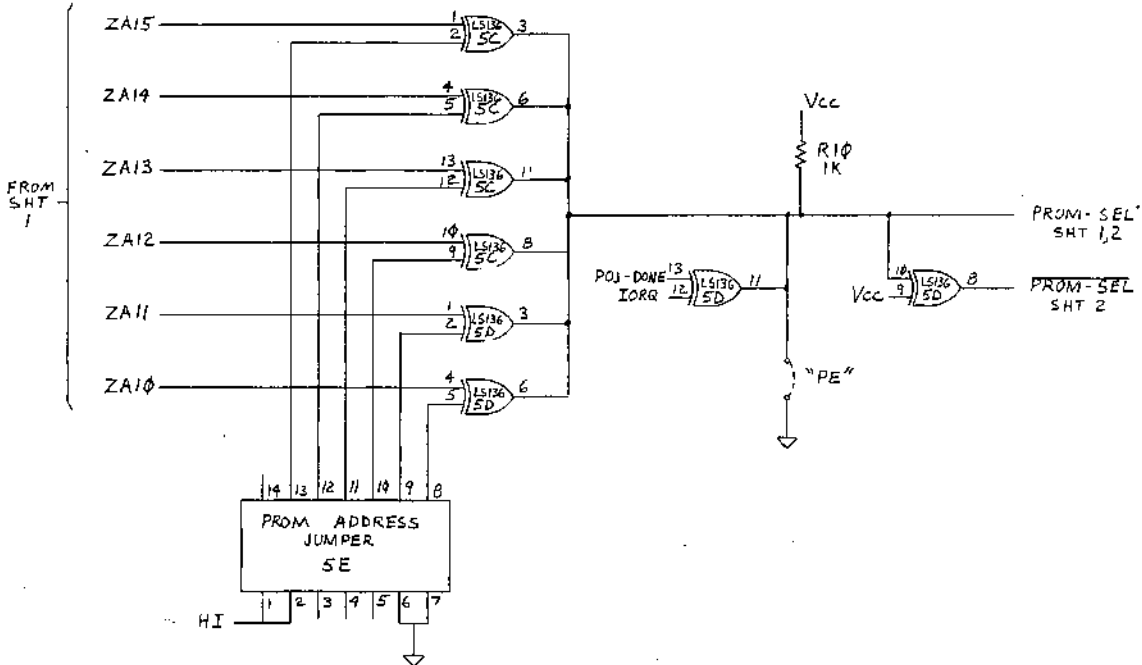 ZA15
1
2
LS136
5C
3
ZA14
4
5
LS136
5C
6
ZA13
13
12
LS136
5C
11
FROM
SHT
1
ZA12
10
9
LS136
5C
8
ZA11
1
2
LS136
5D
3
ZA10
4
5
LS136
5D
6
Vcc
R10
1K
PROM-SEL
SHT 1,2
POJ-DONE 13
IORQ 12
LS136
5D
11
10
Vcc 9
LS136
5D
8
PROM-SEL
SHT 2
"PE"
14 13 12 11 10 9 8
PROM ADDRESS
JUMPER
5E
1 2 3 4 5 6 7
HI